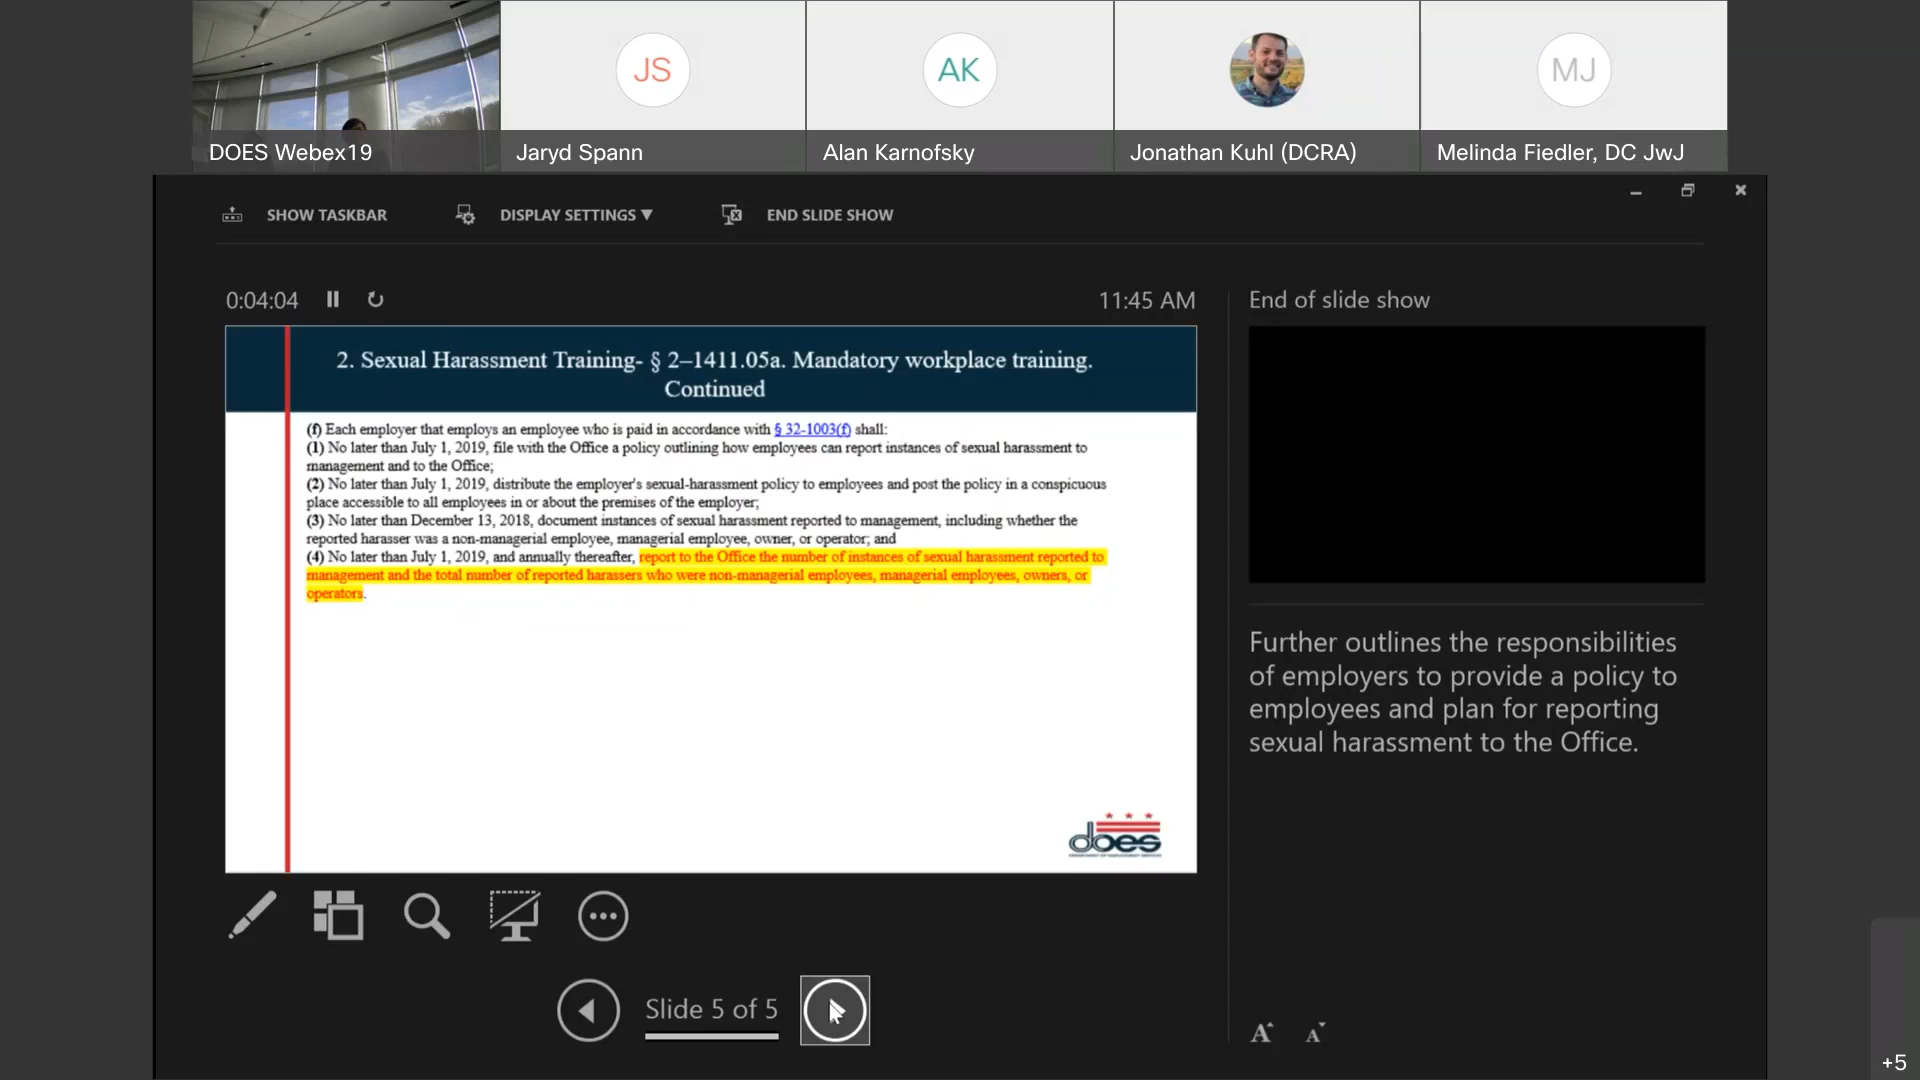 JS
AK
MJ
DOES Webex19
Jaryd Spann
Alan Karnofsky
Jonathan Kuhl (DCRA)
Melinda Fiedler, DC JwJ
SHOW TASKBAR
DISPLAY SETTINGS ▼
END SLIDE SHOW
0:04:04
11:45 AM
2. Sexual Harassment Training- § 2–1411.05a. Mandatory workplace training.
Continued
(f) Each employer that employs an employee who is paid in accordance with § 32-1003(f) shall:
(1) No later than July 1, 2019, file with the Office a policy outlining how employees can report instances of sexual harassment to
management and to the Office;
(2) No later than July 1, 2019, distribute the employer's sexual-harassment policy to employees and post the policy in a conspicuous
place accessible to all employees in or about the premises of the employer;
(3) No later than December 13, 2018, document instances of sexual harassment reported to management, including whether the
reported harasser was a non-managerial employee, managerial employee, owner, or operator; and
(4) No later than July 1, 2019, and annually thereafter, report to the Office the number of instances of sexual harassment reported to
management and the total number of reported harassers who were non-managerial employees, managerial employees, owners, or
operators.
does
End of slide show
Further outlines the responsibilities
of employers to provide a policy to
employees and plan for reporting
sexual harassment to the Office.
Slide 5 of 5
A A
+5